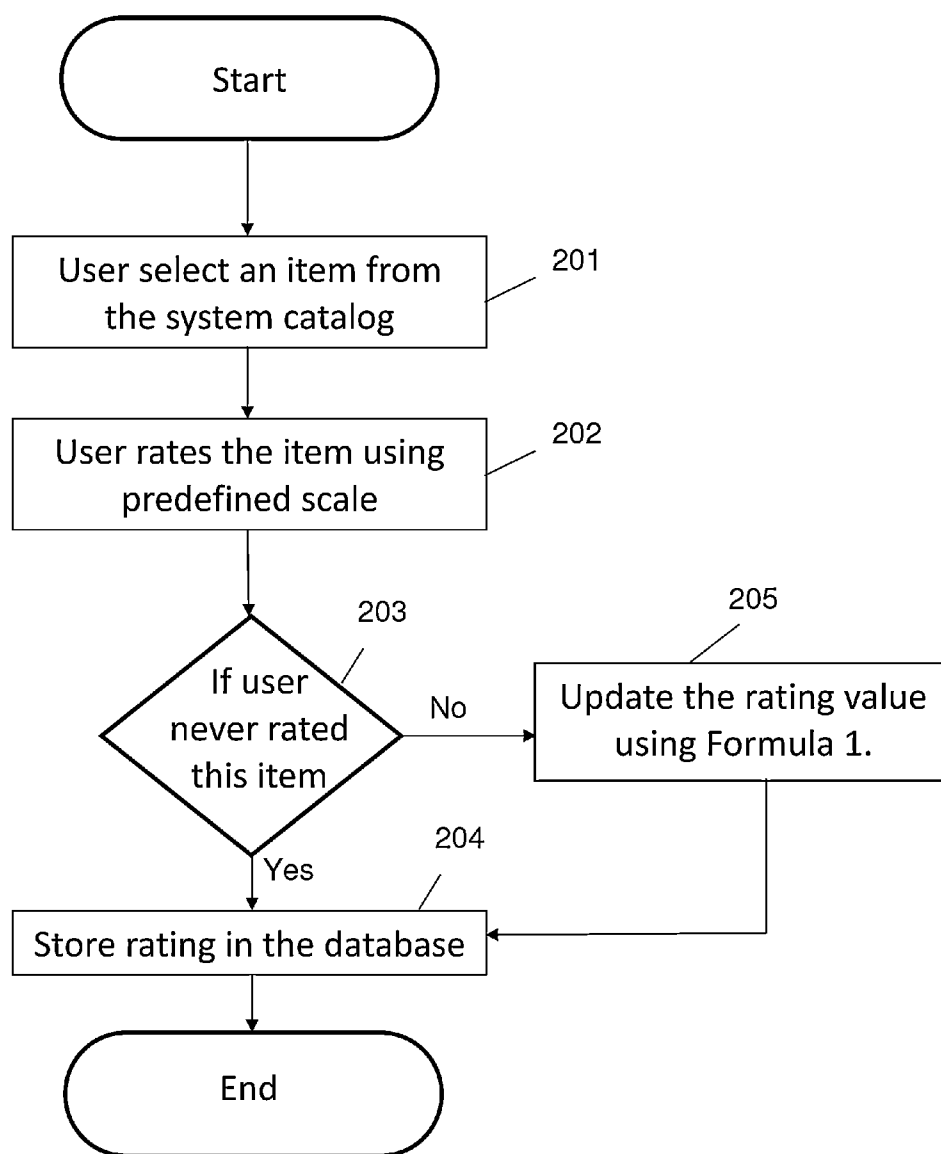 Start
User select an item from
the system catalog
201
User rates the item using
predefined scale
202
If user
never rated
this item
203
No
Update the rating value
using Formula 1.
205
Yes
Store rating in the database
204
End